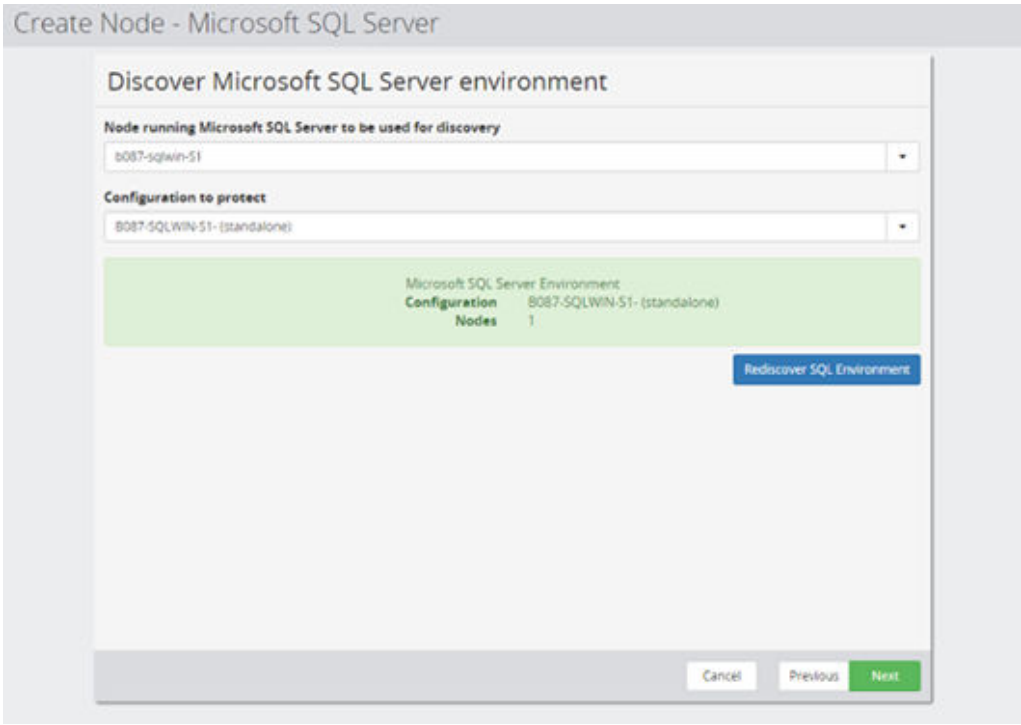 Create Node - Microsoft SQL Server
Discover Microsoft SQL Server environment
Node running Microsoft SQL Server to be used for discovery
b087-sqlwin-S1
Configuration to protect
B087-SQLWIN-S1- (standalone)
Microsoft SQL Server Environment
Configuration B087-SQLWIN-S1- (standalone)
Nodes 1
Rediscover SQL Environment
Cancel Previous Next